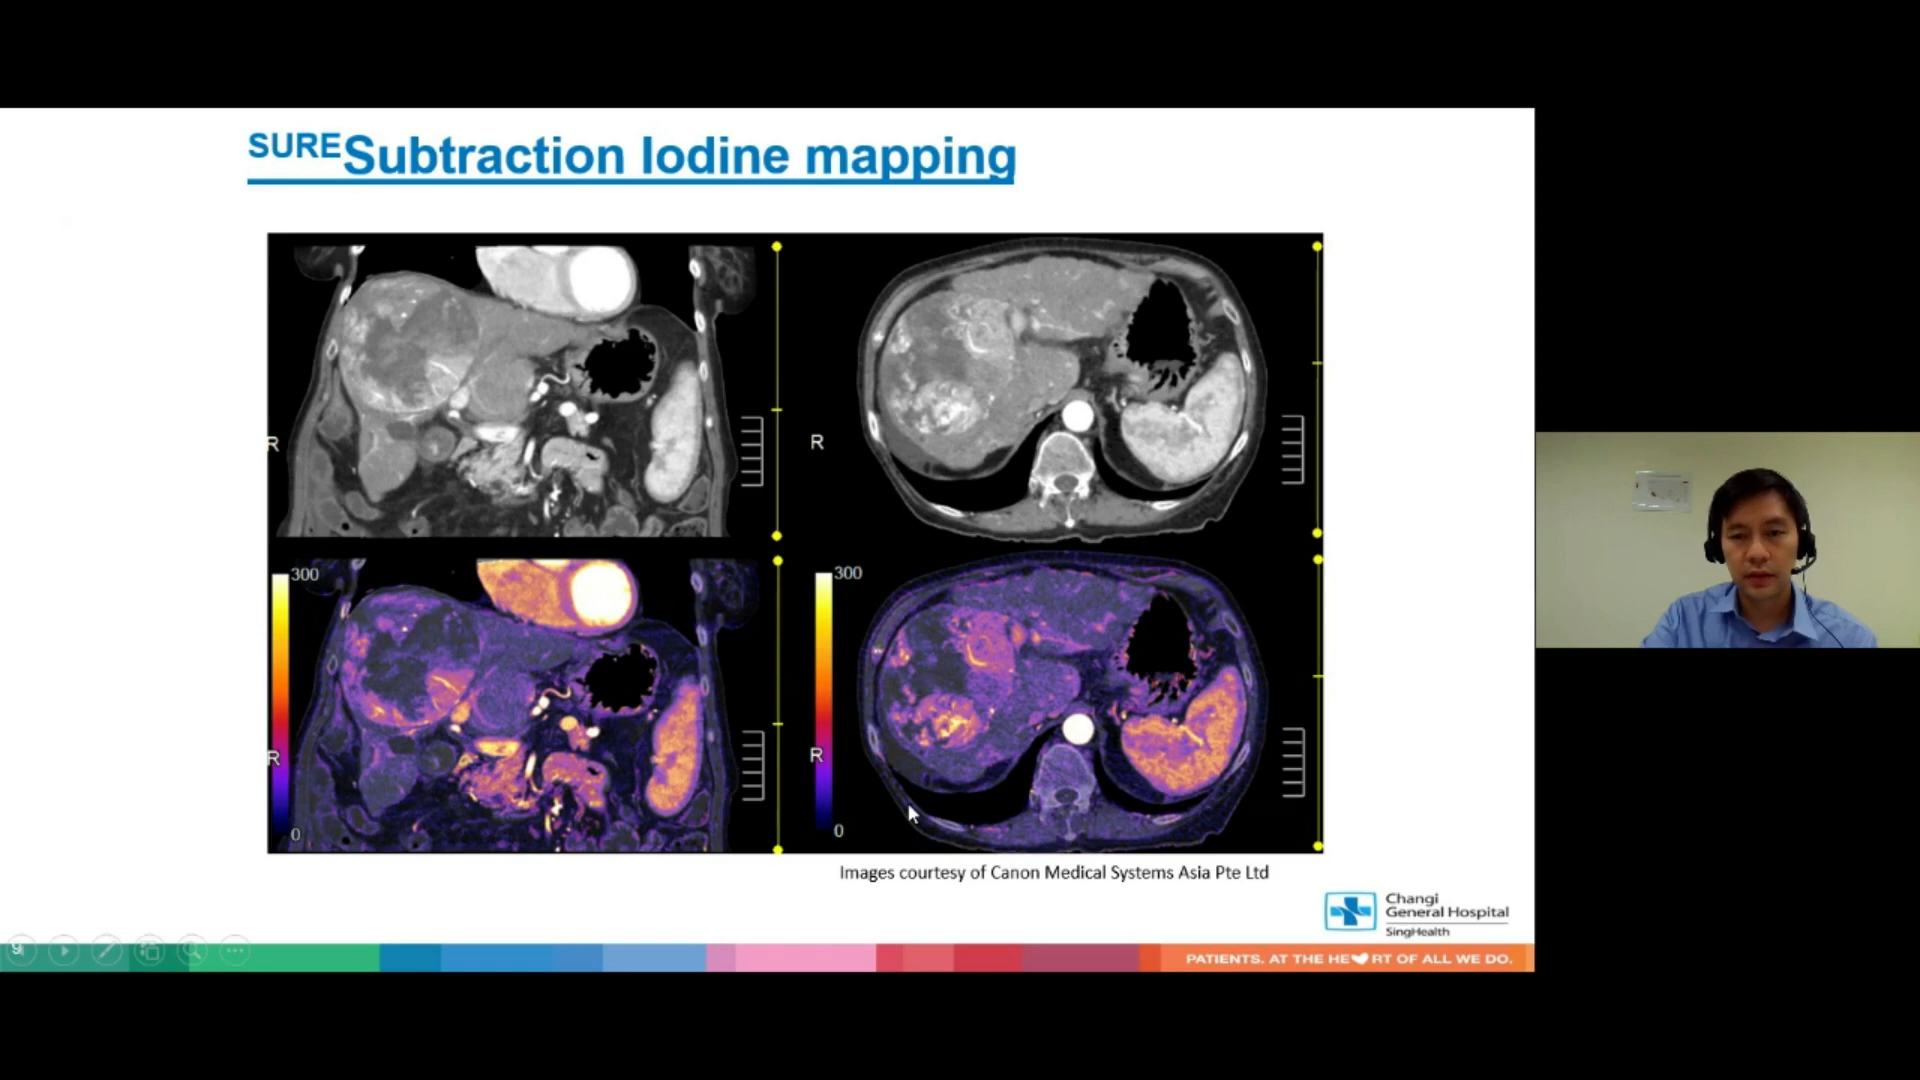 SURESubtraction Iodine mapping
R
R
300
300
R
R
0
0
Images courtesy of Canon Medical Systems Asia Pte Ltd
Changi
General Hospital
SingHealth
9
PATIENTS. AT THE HE RT OF ALL WE DO.